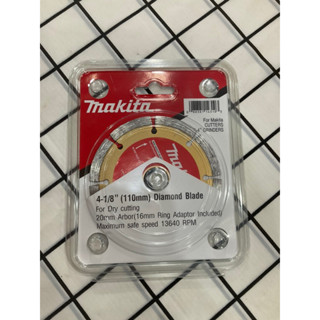 Makita
For Makita
CUTTERS
4" GRINDERS
4-1/8" (110mm) Diamond Blade
For Dry cutting
20mm Arbor(16mm Ring Adaptor Included)
Maximum safe speed 13640 RPM